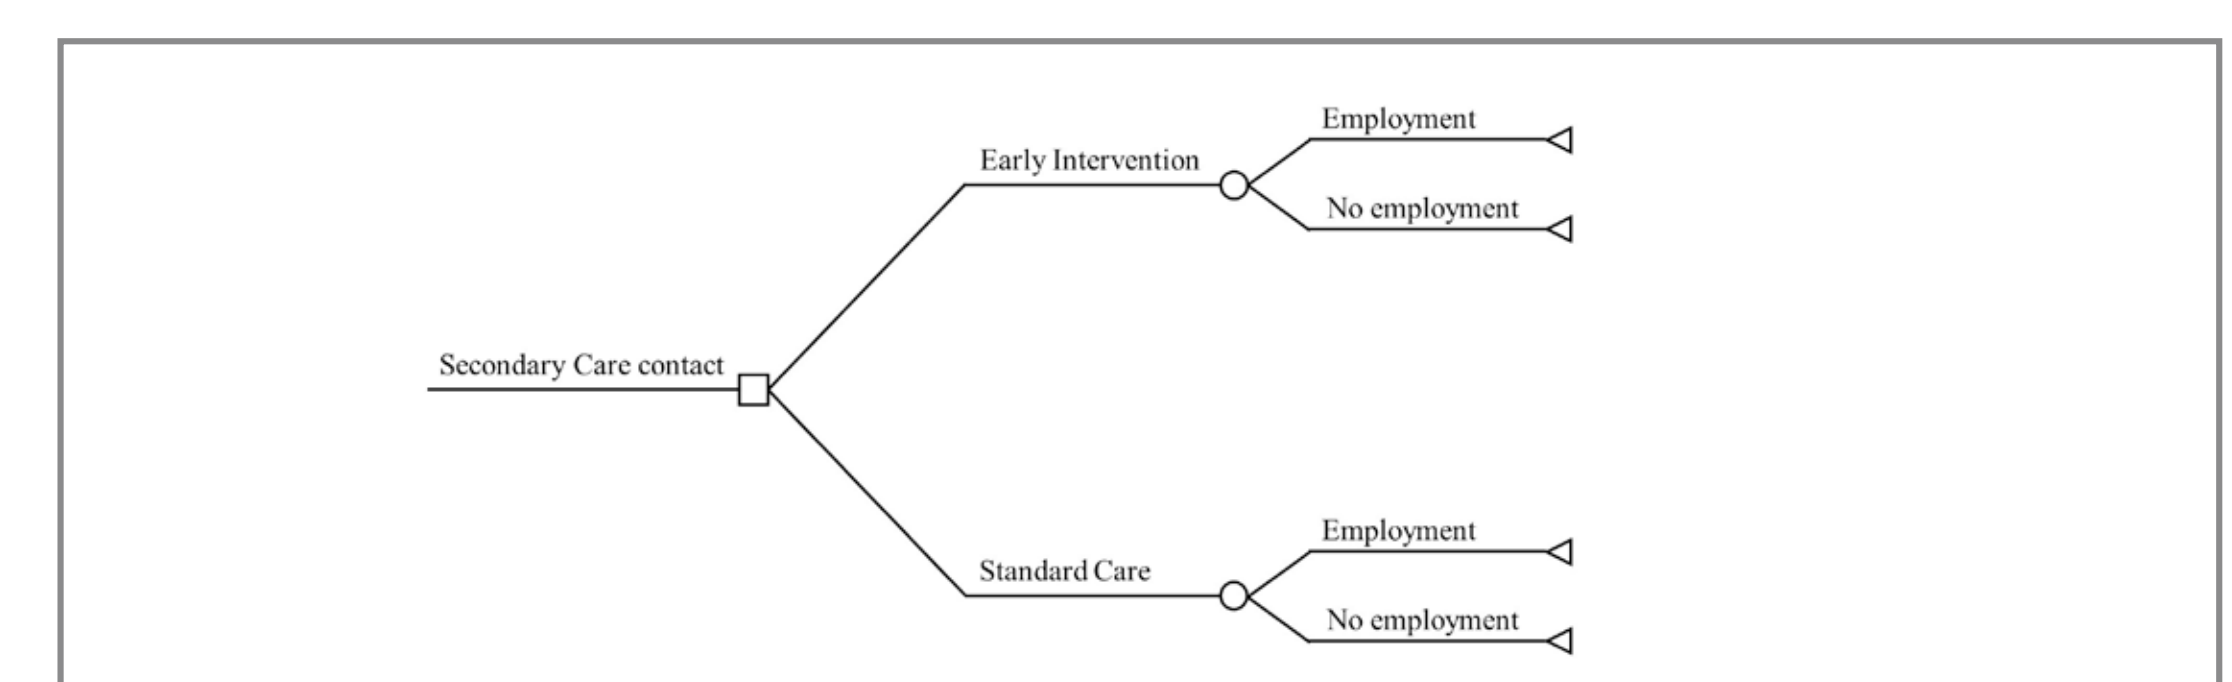 Employment
Early Intervention
No employment
Secondary Care contact
Employment
Standard Care
No employment